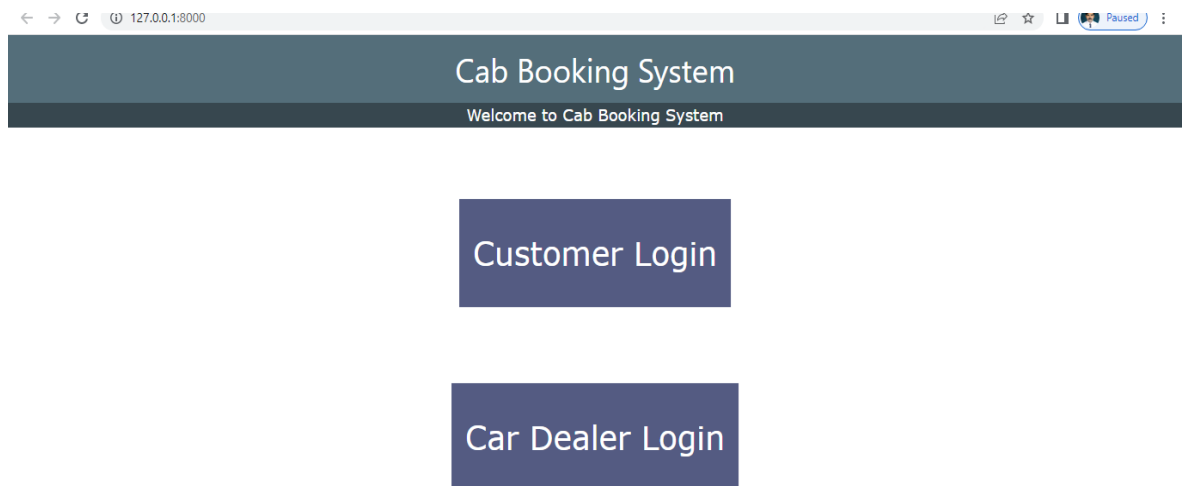 127.0.0.1:8000
Paused
Cab Booking System
Welcome to Cab Booking System
Customer Login
Car Dealer Login